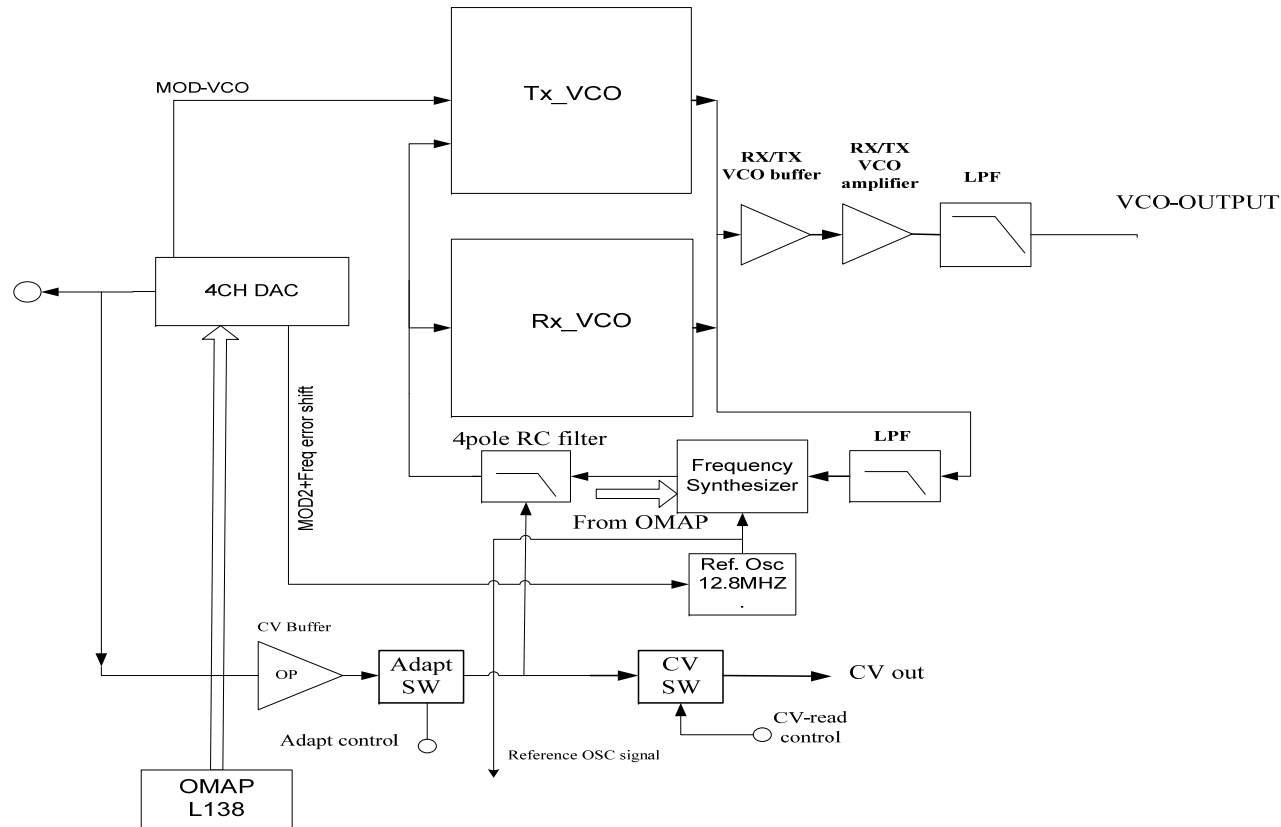 MOD-VCO
Tx_VCO
RX/TX
VCO buffer
RX/TX
VCO
amplifier
LPF
VCO-OUTPUT
4CH DAC
Rx_VCO
MOD2+Freq error shift
4pole RC filter
Frequency
Synthesizer
LPF
From OMAP
Ref. Osc
12.8MHZ
.
CV Buffer
OP
Adapt
SW
CV
SW
CV out
Adapt control
CV-read
control
Reference OSC signal
OMAP
L138